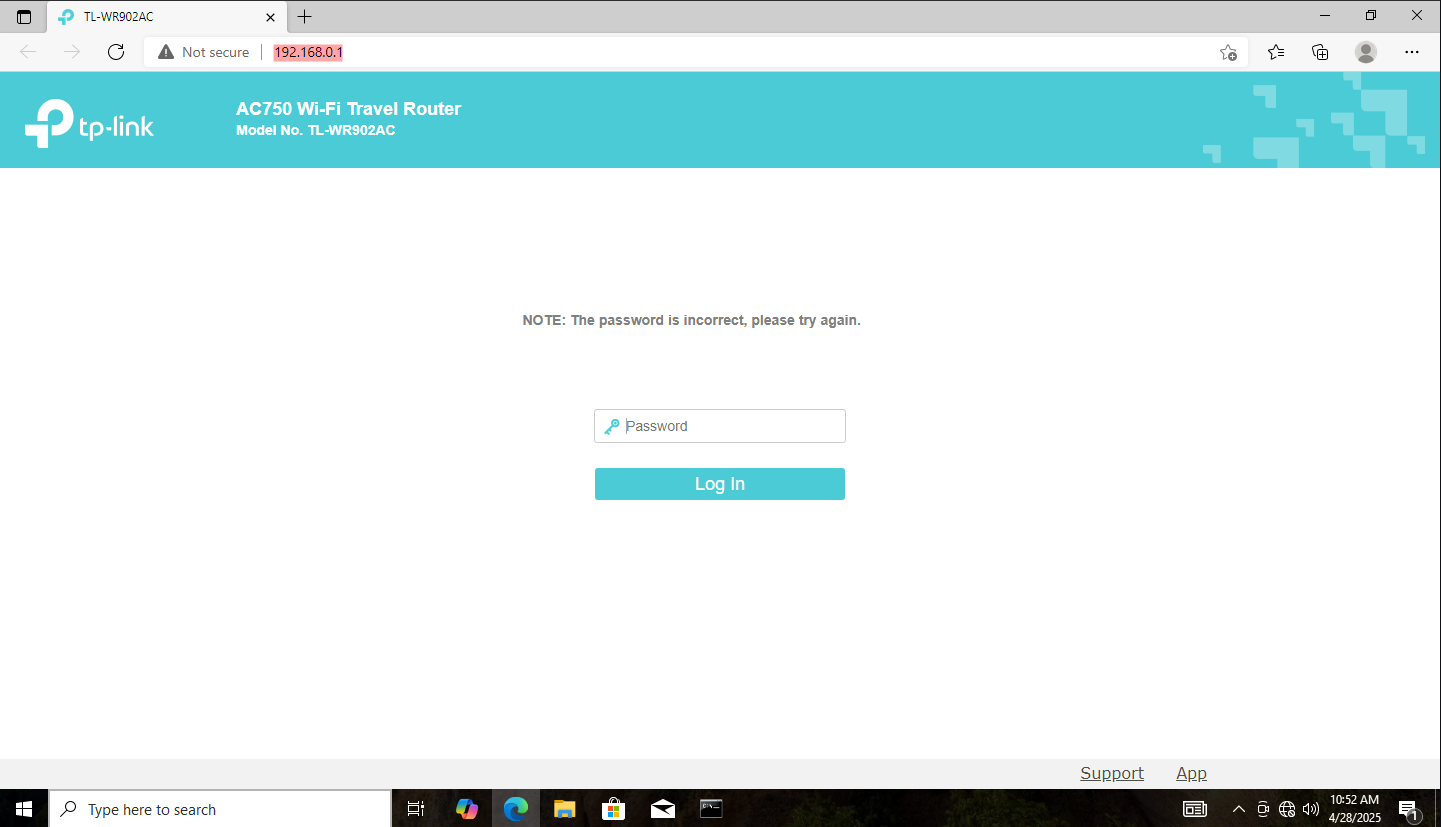 TL-WR902AC
Not secure
192.168.0.1
tp-link
AC750 Wi-Fi Travel Router
Model No. TL-WR902AC
NOTE: The password is incorrect, please try again.
Password
Log In
Support App
Type here to search
10:52 AM
4/28/2025
1